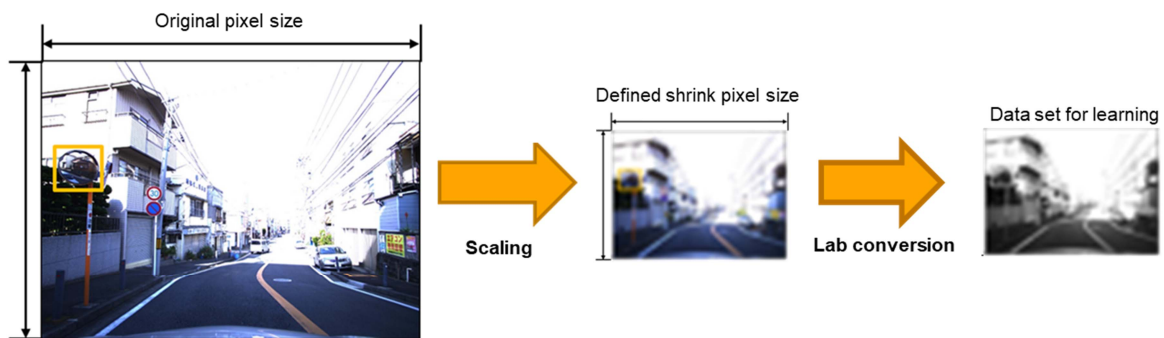 Original pixel size
Defined shrink pixel size
Data set for learning
Scaling
Lab conversion